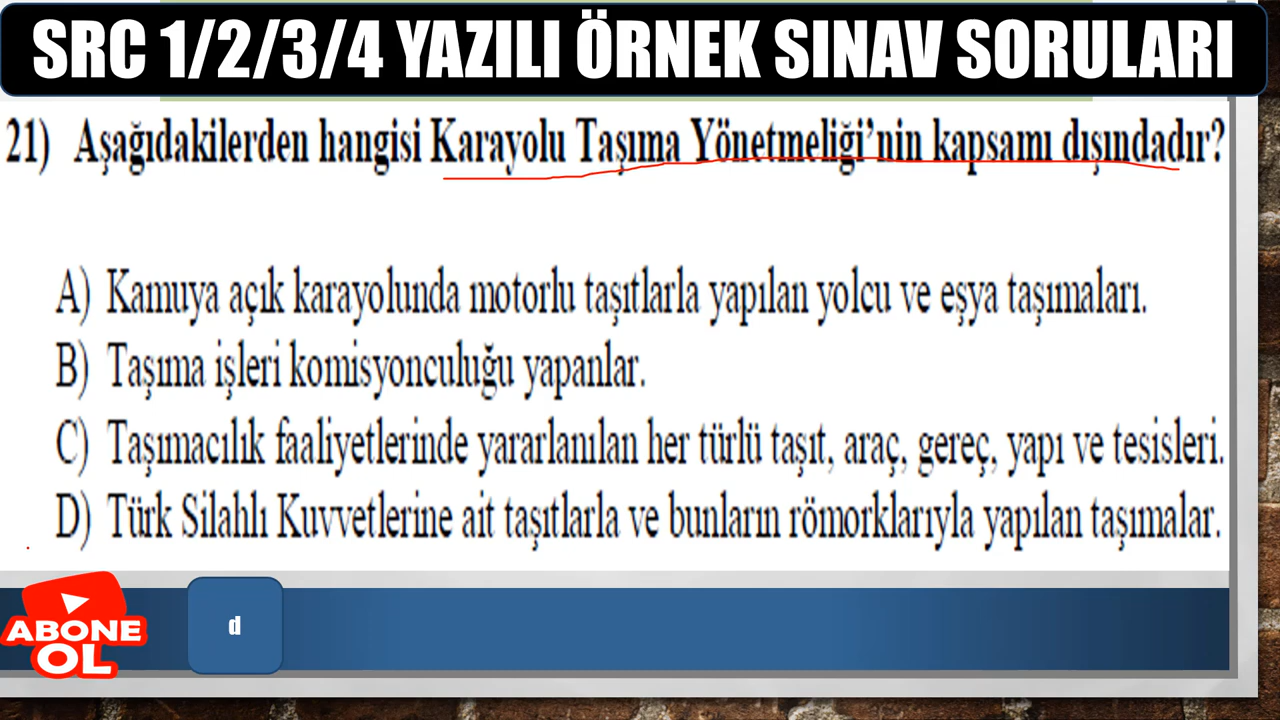 SRC 1/2/3/4 YAZILI ÖRNEK SINAV SORULARI
21) Aşağıdakilerden hangisi Karayolu Taşıma Yönetmeliği’nin kapsamı dışındadır?
A) Kamuya açık karayolunda motorlu taşıtlarla yapılan yolcu ve eşya taşımaları.
B) Taşıma işleri komisyonculuğu yapanlar.
C) Taşımacılık faaliyetlerinde yararlanılan her türlü taşıt, araç, gereç, yapı ve tesisleri.
D) Türk Silahlı Kuvvetlerine ait taşıtlarla ve bunların römorklarıyla yapılan taşımalar.
ABONE
OL
d